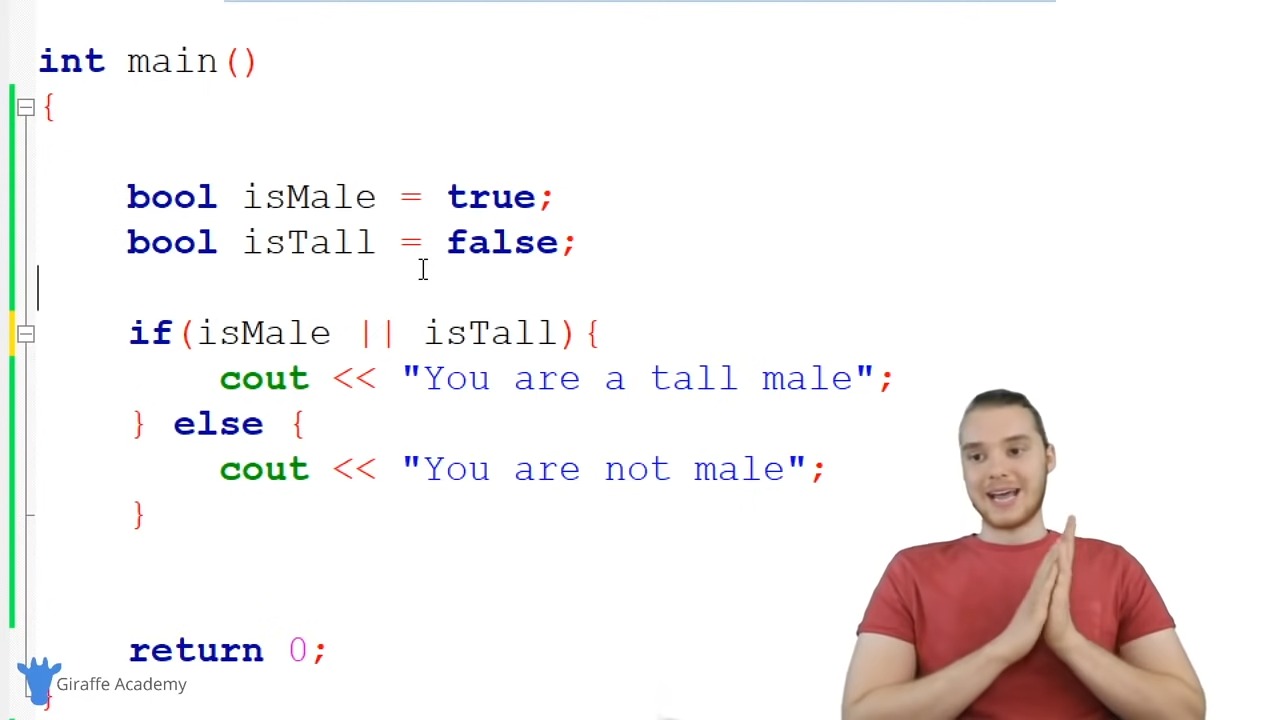 int main()
{
bool isMale = true;
bool isTall = false;
if(isMale || isTall){
cout << "You are a tall male";
} else {
cout << "You are not male";
}
return 0;
}
Giraffe Academy